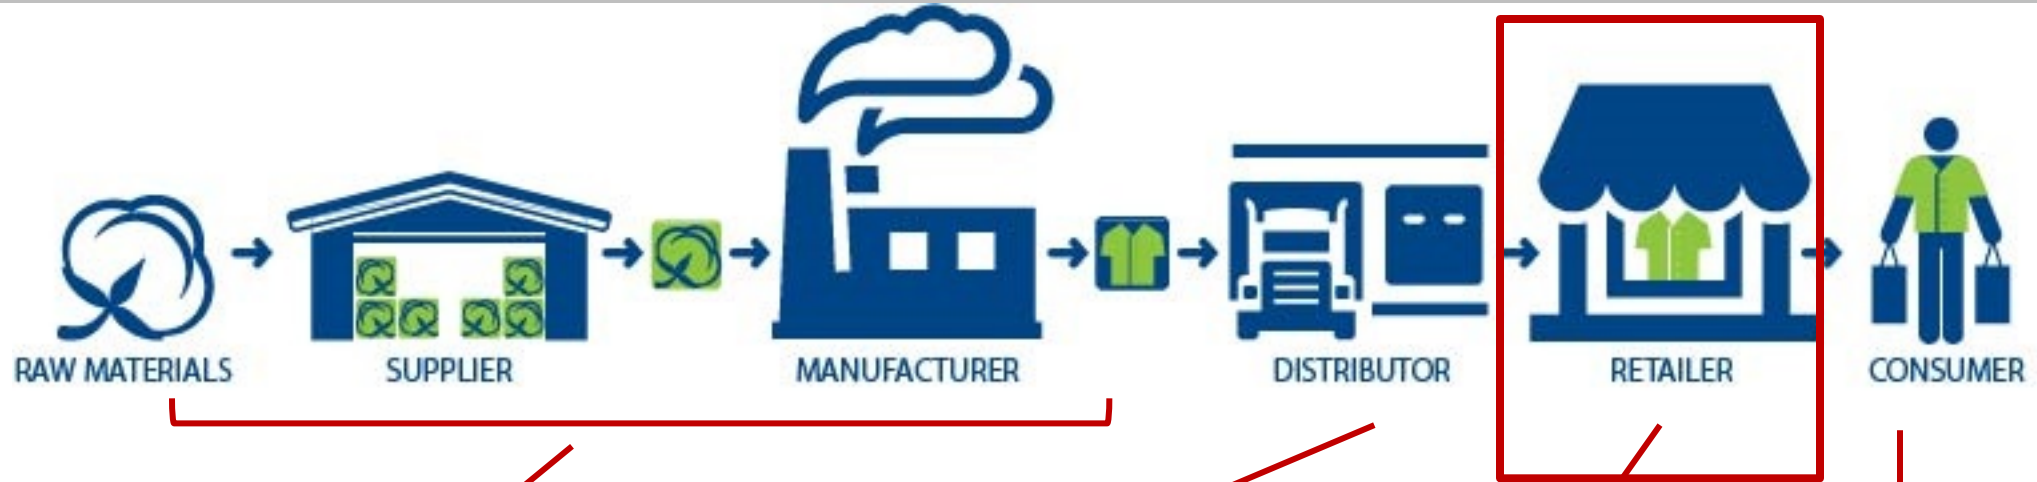 RAW MATERIALS
SUPPLIER
MANUFACTURER
DISTRIBUTOR
RETAILER
CONSUMER